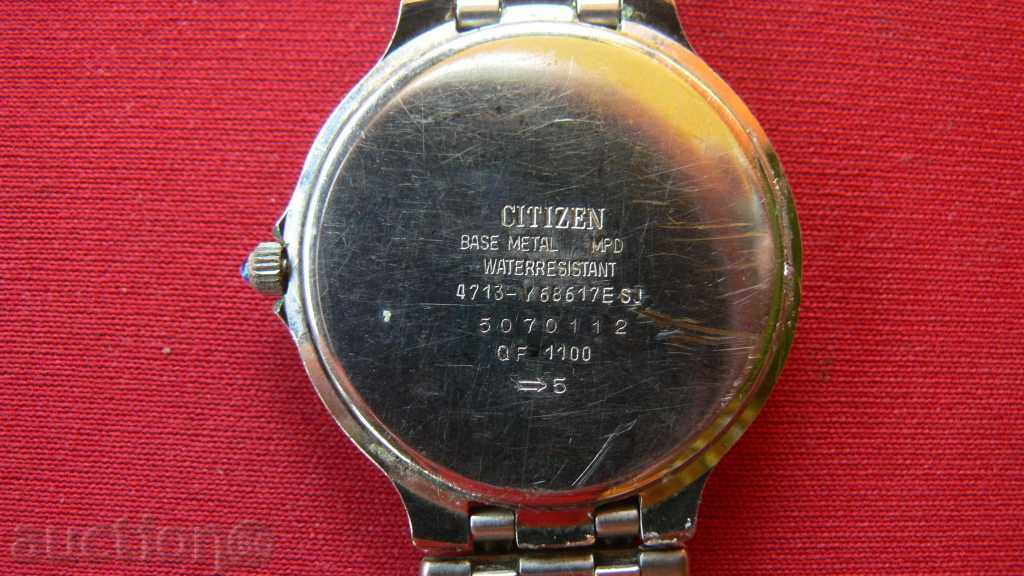 CITIZEN
BASE METAL MPD
WATERRESISTANT
4713-Y68617E SJ
5070112
QF 1100
⇒5
auction@